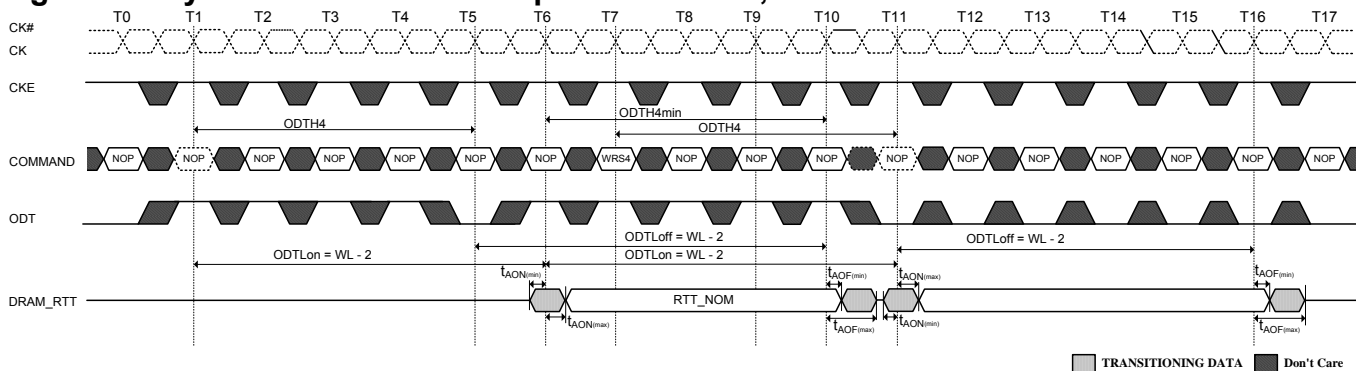 T0 T1 T2 T3 T4 T5 T6 T7 T8 T9 T10 T11 T12 T13 T14 T15 T16 T17
CK#
CK
CKE
ODTH4min
ODTH4 ODTH4
COMMAND NOP NOP NOP NOP NOP NOP NOP WRS4 NOP NOP NOP NOP NOP NOP NOP NOP NOP NOP
ODT
ODTLoff = WL - 2 ODTLoff = WL - 2
ODTLon = WL - 2 ODTLon = WL - 2
tAON(min) tAOF(min) tAON(max) tAOF(min)
DRAM_RTT RTT_NOM
tAON(max) tAOF(max) tAON(min) tAOF(max)
TRANSITIONING DATA Don't Care